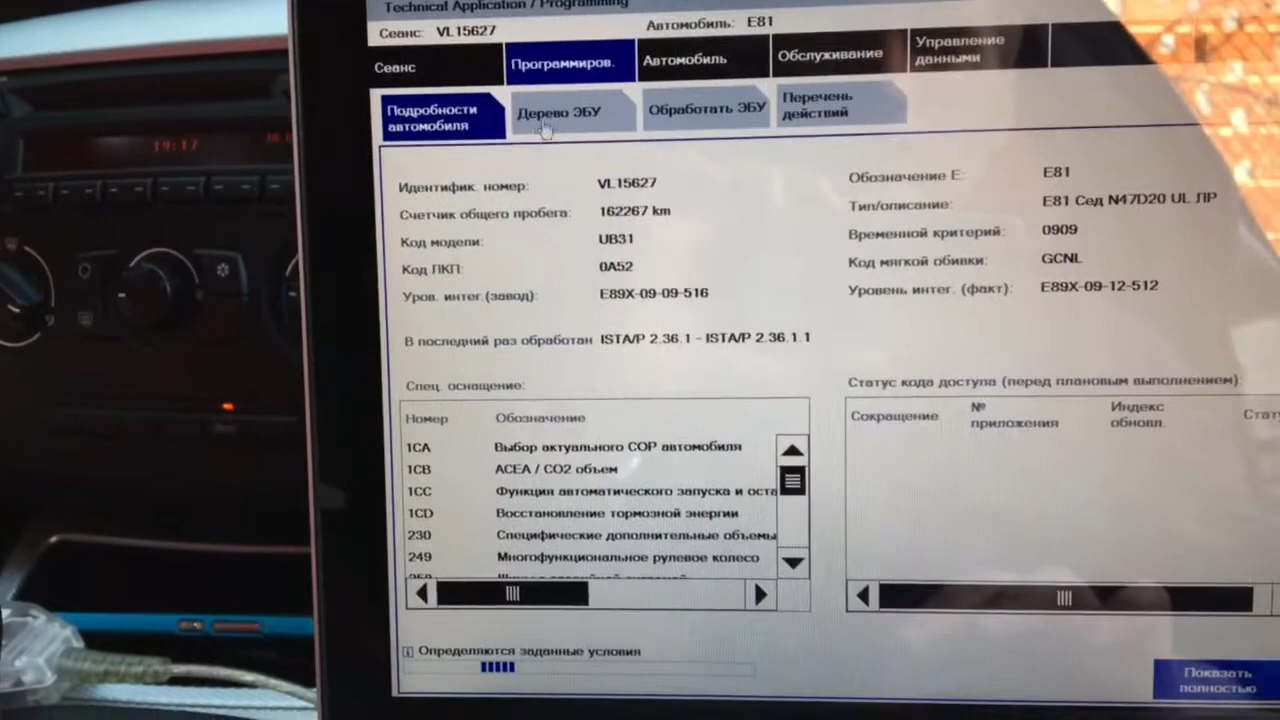 Technical Application / Programming
Сеанс: VL15627 Автомобиль: E81
Сеанс Программиров. Автомобиль Обслуживание Управление данными
Подробности автомобиля Дерево ЭБУ Обработать ЭБУ Перечень действий
19:17
Идентифик. номер: VL15627 Обозначение E: E81
Счетчик общего пробега: 162267 km Тип/описание: E81 Сед N47D20 UL ЛР
Код модели: UB31 Временной критерий: 0909
Код ЛКП: 0A52 Код мягкой обивки: GCNL
Уров. интег.(завод): E89X-09-09-516 Уровень интег. (факт): E89X-09-12-512
В последний раз обработан ISTA/P 2.36.1 - ISTA/P 2.36.1.1
Спец. оснащение: Статус кода доступа (перед плановым выполнением):
Номер Обозначение Сокращение № приложения Индекс обновл. Стату
1CA Выбор актуального COP автомобиля
1CB ACEA / CO2 объем
1CC Функция автоматического запуска и оста
1CD Восстановление тормозной энергии
230 Специфические дополнительные объемы
249 Многофункциональное рулевое колесо
Определяются заданные условия
Показать
полностью